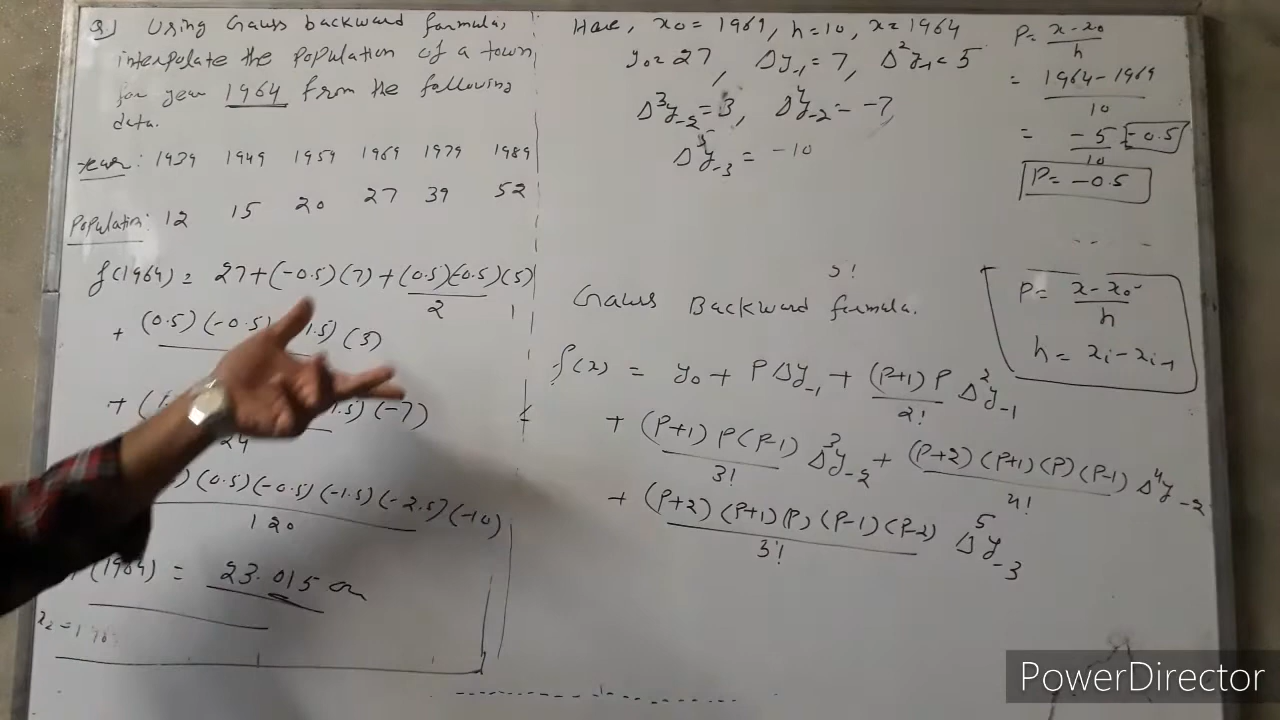 Q) Using Gauss backward formula,
interpolate the population of a town
for year 1964 from the following
data.
Year: 1939 1949 1959 1969 1979 1989
Population: 12 15 20 27 39 52
f(1964) = 27+(-0.5)(7)+(0.5)(-0.5)(5)
2
+ (0.5)(-0.5) 1.5)(3)
+ ( 1.5)(-7)
24
) (0.5)(-0.5)(-1.5)(-2.5)(-10)
120
(1964) = 23.015
Here, x₀=1969, h=10, x=1964
y₀=27, Δy₋₁=7, Δ²y₋₁=5
Δ³y₋₂=3, Δ⁴y₋₂=-7
Δ⁵y₋₃ = -10
P= x-x₀
h
= 1964-1969
10
= -5 =-0.5
10
P= -0.5
5!
Gauss Backward formula.
f(x) = y₀ + PΔy₋₁ + (P+1)P Δ²y₋₁
2!
+ (P+1)P(P-1) Δ³y₋₂ + (P+2)(P+1)(P)(P-1) Δ⁴y₋₂
3! 4!
+ (P+2)(P+1)(P)(P-1)(P-2) Δ⁵y₋₃
3!
P= x-x₀
h
h= xᵢ-xᵢ₋₁
PowerDirector